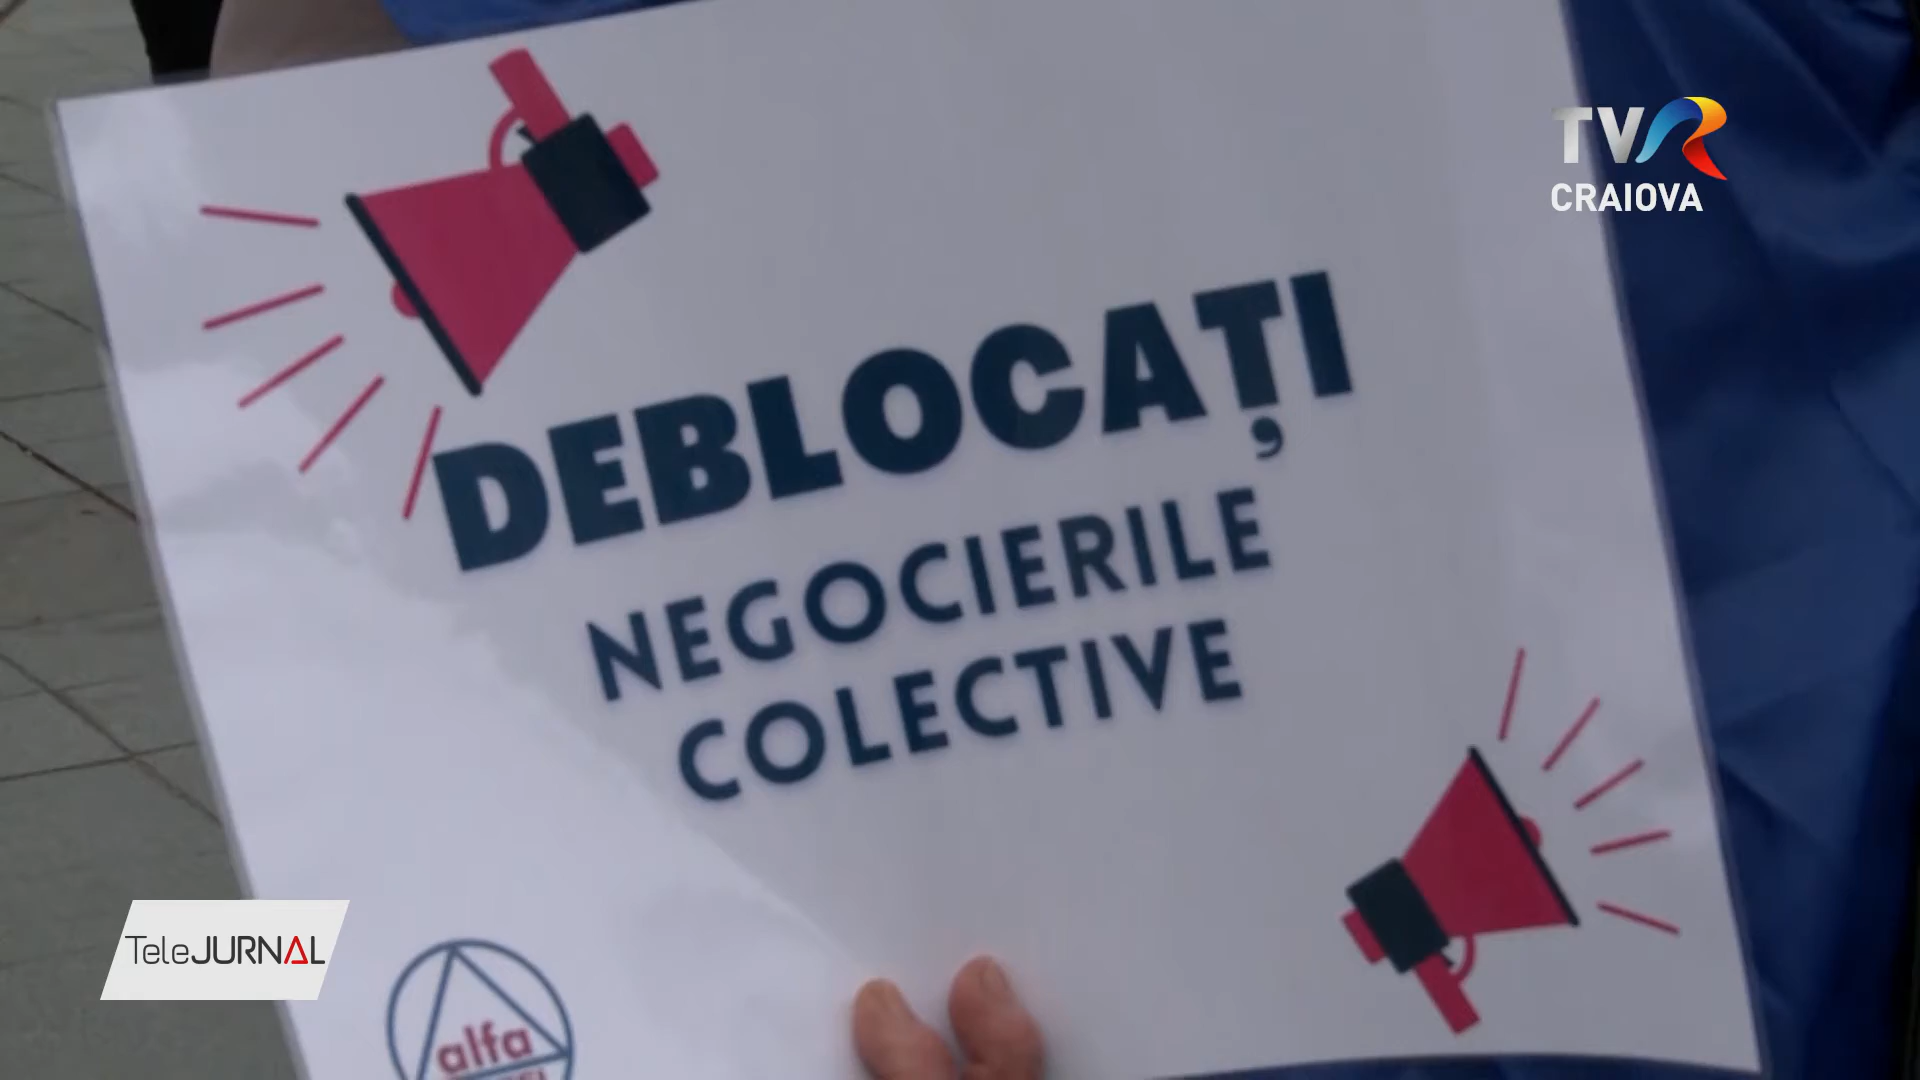 TVR
CRAIOVA
DEBLOCAȚI
NEGOCIERILE
COLECTIVE
TeleJURNAL
alfa